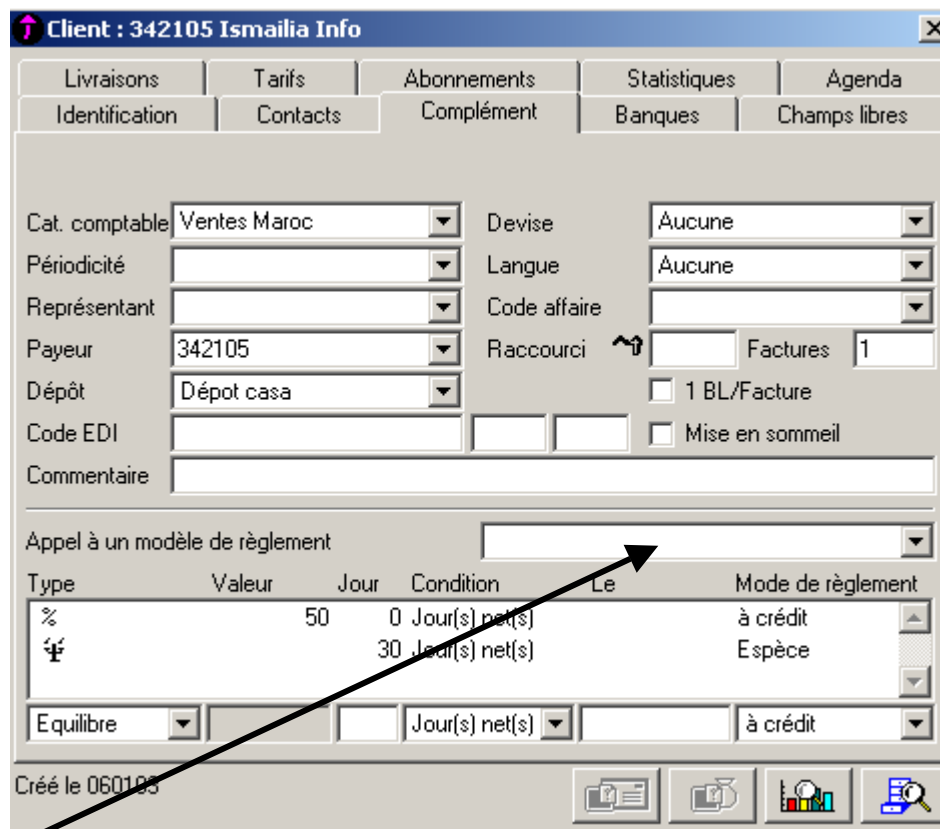 Client : 342105 Ismailia Info
Livraisons Tarifs Abonnements Statistiques Agenda
Identification Contacts Complément Banques Champs libres
Cat. comptable Ventes Maroc Devise Aucune
Périodicité Langue Aucune
Représentant Code affaire
Payeur 342105 Raccourci Factures 1
Dépôt Dépot casa 1 BL/Facture
Code EDI Mise en sommeil
Commentaire
Appel à un modèle de règlement
Type Valeur Jour Condition Le Mode de règlement
% 50 0 Jour(s) net(s) à crédit
30 Jour(s) net(s) Espèce
Equilibre Jour(s) net(s) à crédit
Créé le 060103